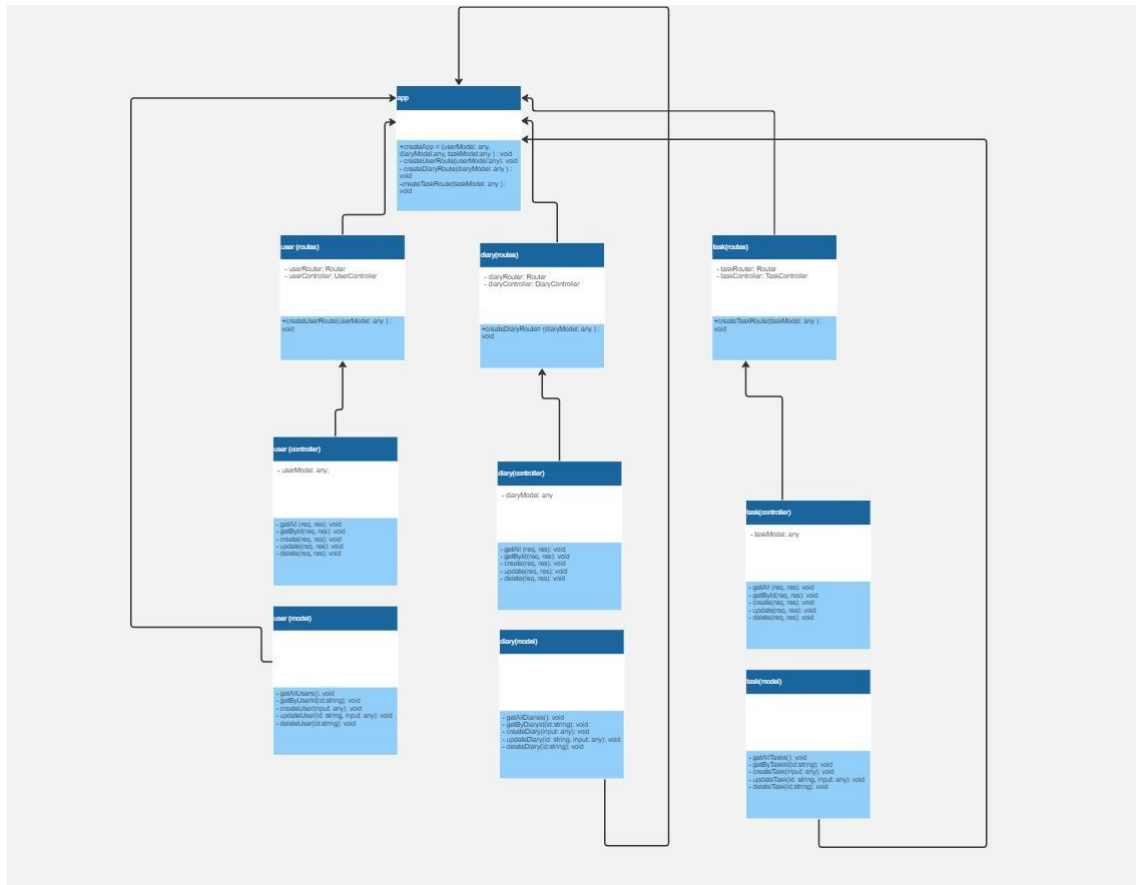 app
+createApp = (userModel: any,
diaryModel:any, taskModel:any ) : void
- createUserRoute(userModel:any): void
- createDiaryRoute(diaryModel: any ) :
void
-createTaskRoute(taskModel: any ) :
void
user (routes)
- userRouter: Router
- userController: UserController
+createUserRoute(userModel: any ) :
void
diary(routes)
- diaryRouter: Router
- diaryController: DiaryController
+createDiaryRoute= (diaryModel: any ) :
void
task(routes)
- taskRouter: Router
- taskController: TaskController
+createTaskRoute(taskModel: any ) :
void
user (controller)
- userModel: any;
- getAll (req, res): void
- getById(req, res): void
- create(req, res): void
- update(req, res): void
- delete(req, res): void
diary(controller)
- diaryModel: any
- getAll (req, res): void
- getById(req, res): void
- create(req, res): void
- update(req, res): void
- delete(req, res): void
task(controller)
- taskModel: any
- getAll (req, res): void
- getById(req, res): void
- create(req, res): void
- update(req, res): void
- delete(req, res): void
user (model)
- getAllUsers(): void
- getByUserId(id:string): void
- createUser(input: any): void
- updateUser(id: string, input: any): void
- deleteUser(id:string): void
diary(model)
- getAllDiaries(): void
- getByDiaryId(id:string): void
- createDiary(input: any): void
- updateDiary(id: string, input: any): void
- deleteDiary(id:string): void
task(model)
- getAllTasks(): void
- getByTaskId(id:string): void
- createTask(input: any): void
- updateTask(id: string, input: any): void
- deleteTask(id:string): void